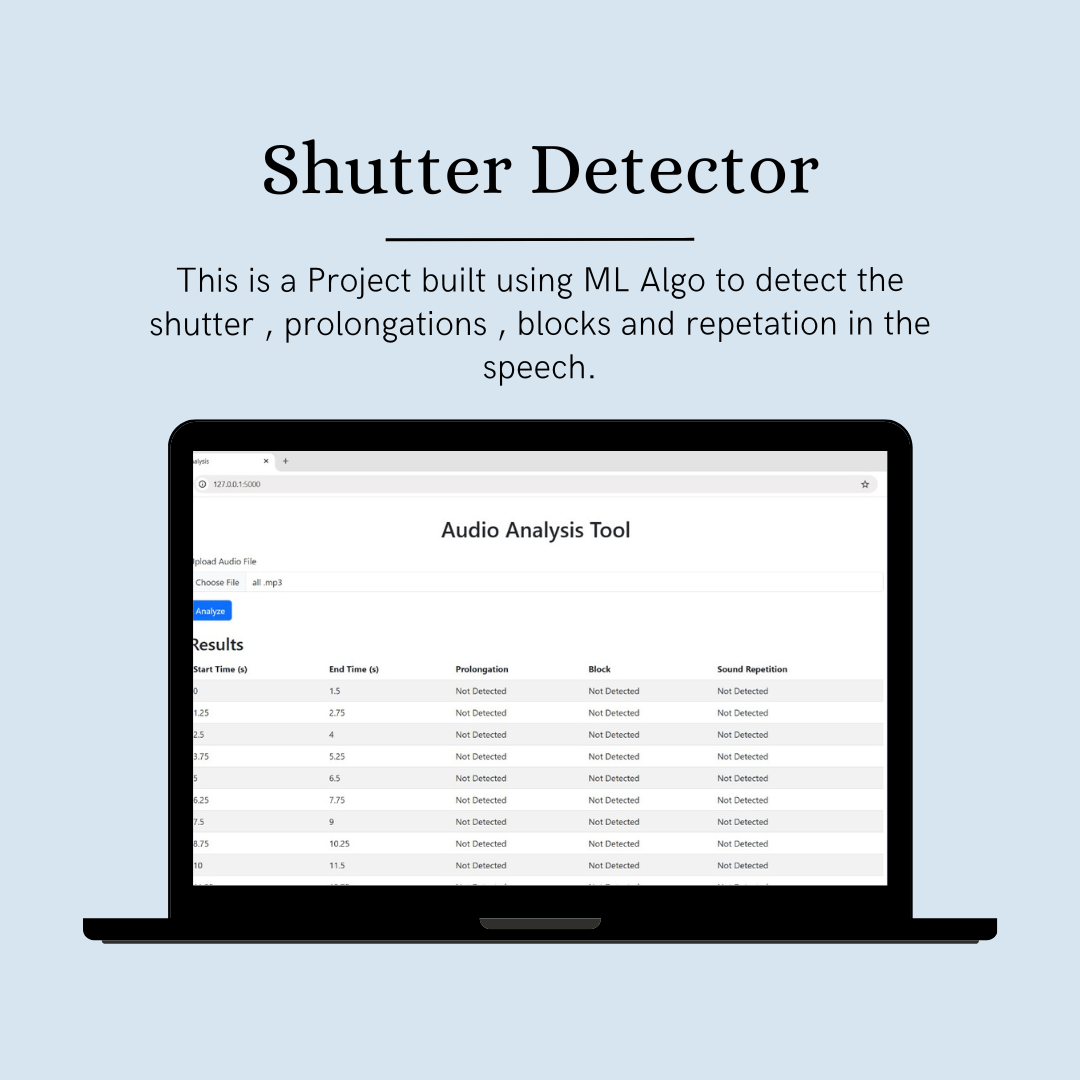 Shutter Detector
This is a Project built using ML Algo to detect the
shutter , prolongations , blocks and repetation in the
speech.
alysis × +
127.0.0.1:5000
Audio Analysis Tool
pload Audio File
Choose File all .mp3
Analyze
Results
Start Time (s) End Time (s) Prolongation Block Sound Repetition
0 1.5 Not Detected Not Detected Not Detected
1.25 2.75 Not Detected Not Detected Not Detected
2.5 4 Not Detected Not Detected Not Detected
3.75 5.25 Not Detected Not Detected Not Detected
5 6.5 Not Detected Not Detected Not Detected
6.25 7.75 Not Detected Not Detected Not Detected
7.5 9 Not Detected Not Detected Not Detected
8.75 10.25 Not Detected Not Detected Not Detected
10 11.5 Not Detected Not Detected Not Detected